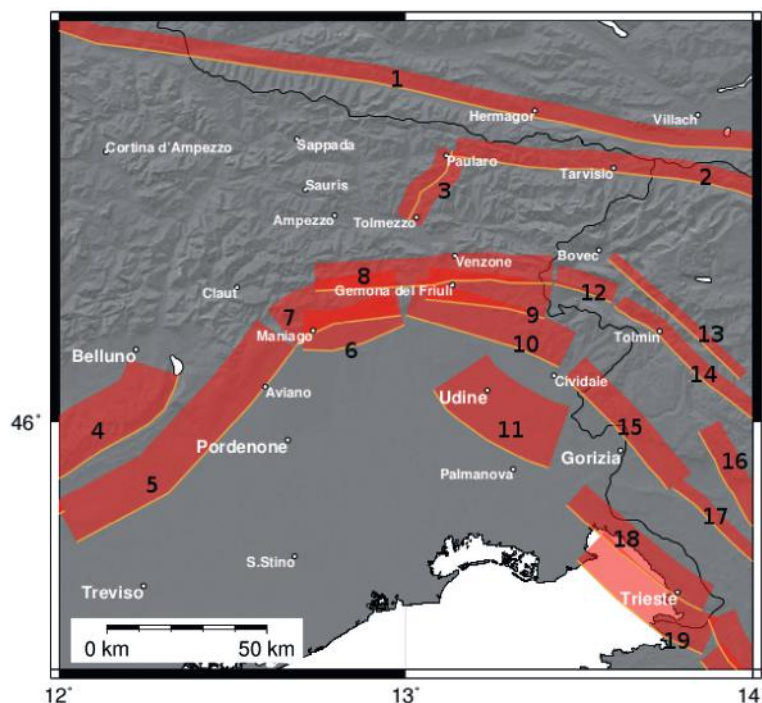 1
Hermagor
Villach
Cortina d'Ampezzo
Sappada
Paularo
Tarvisio
2
Sauris
3
Ampezzo
Tolmezzo
Venzone
Bovec
8
Claut
Gemona del Friuli
12
7
9
13
Maniago
Tolmin
10
6
Belluno
14
Cividale
Aviano
Udine
46°
4
11
15
Pordenone
Gorizia
16
5
Palmanova
17
18
S.Stino
Treviso
Trieste
0 km
50 km
19
12°
13°
14